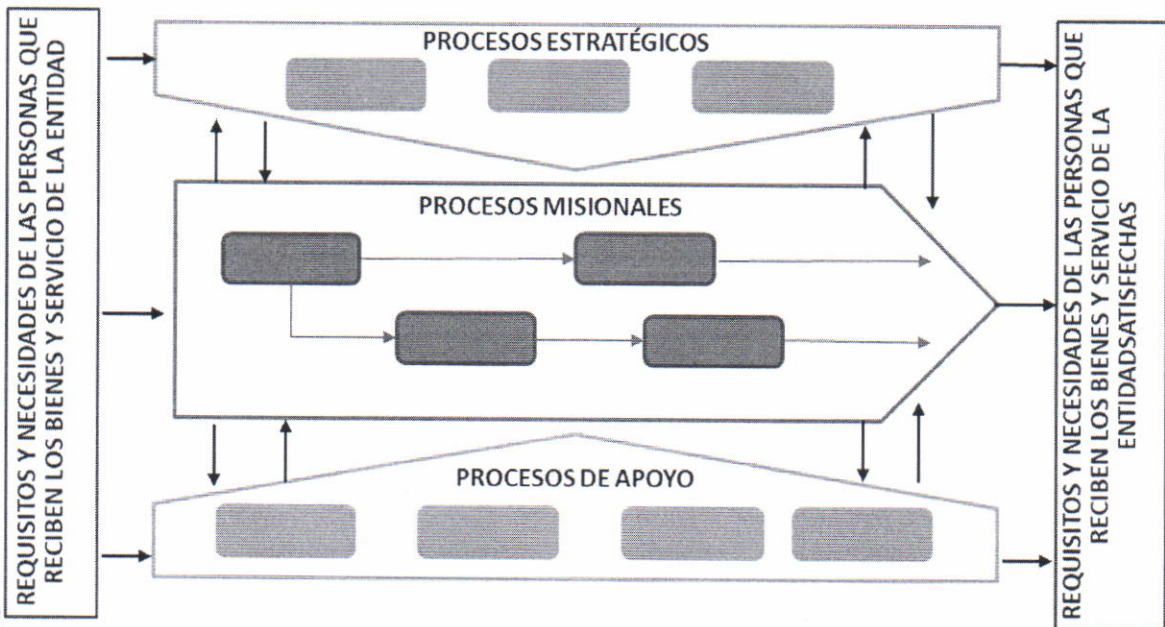 REQUISITOS Y NECESIDADES DE LAS PERSONAS QUE
RECIBEN LOS BIENES Y SERVICIO DE LA ENTIDAD
PROCESOS ESTRATÉGICOS
PROCESOS MISIONALES
PROCESOS DE APOYO
REQUISITOS Y NECESIDADES DE LAS PERSONAS QUE
RECIBEN LOS BIENES Y SERVICIO DE LA
ENTIDADSATISFECHAS